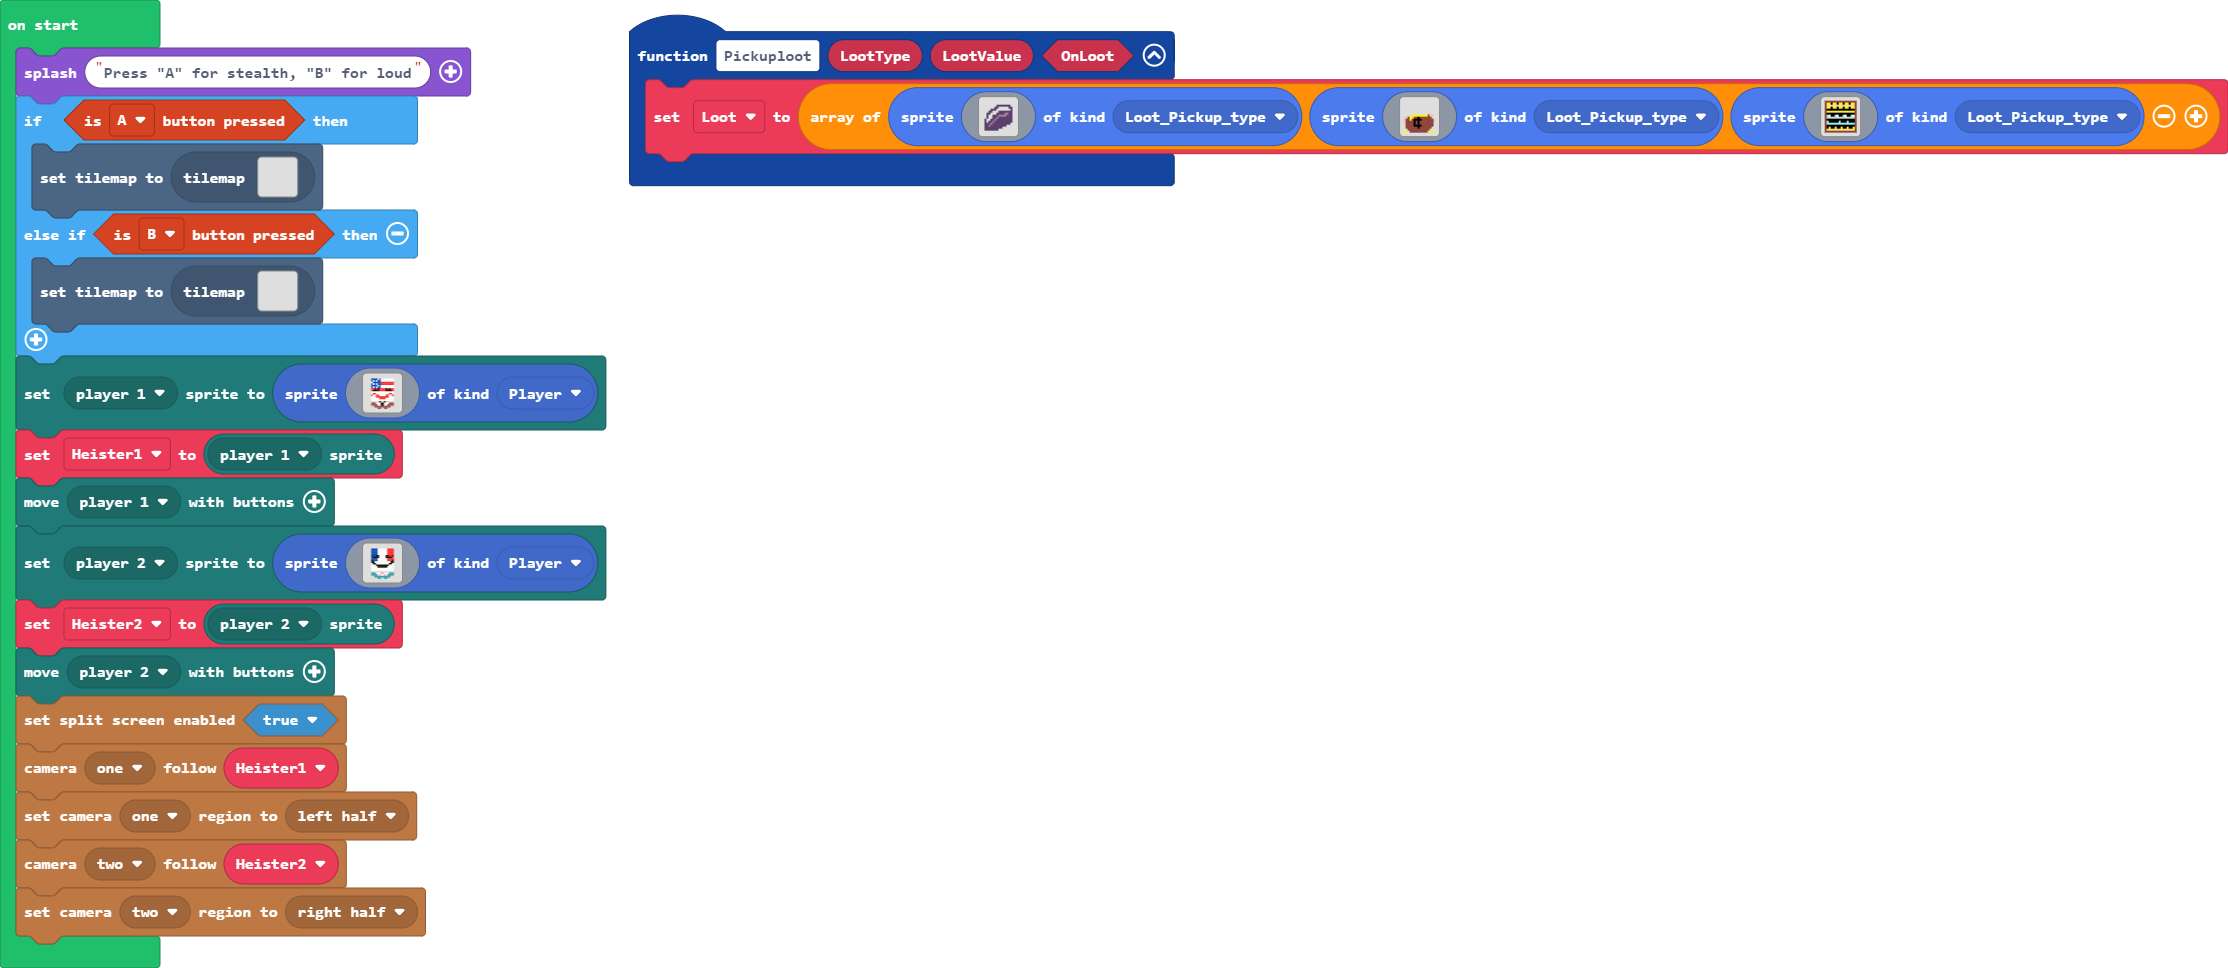 on start
splash "Press "A" for stealth, "B" for loud"
if is A button pressed then
set tilemap to tilemap
else if is B button pressed then
set tilemap to tilemap
set player 1 sprite to sprite of kind Player
set Heister1 to player 1 sprite
move player 1 with buttons
set player 2 sprite to sprite of kind Player
set Heister2 to player 2 sprite
move player 2 with buttons
set split screen enabled true
camera one follow Heister1
set camera one region to left half
camera two follow Heister2
set camera two region to right half
function Pickuploot LootType LootValue OnLoot
set Loot to array of sprite of kind Loot_Pickup_type sprite of kind Loot_Pickup_type sprite of kind Loot_Pickup_type